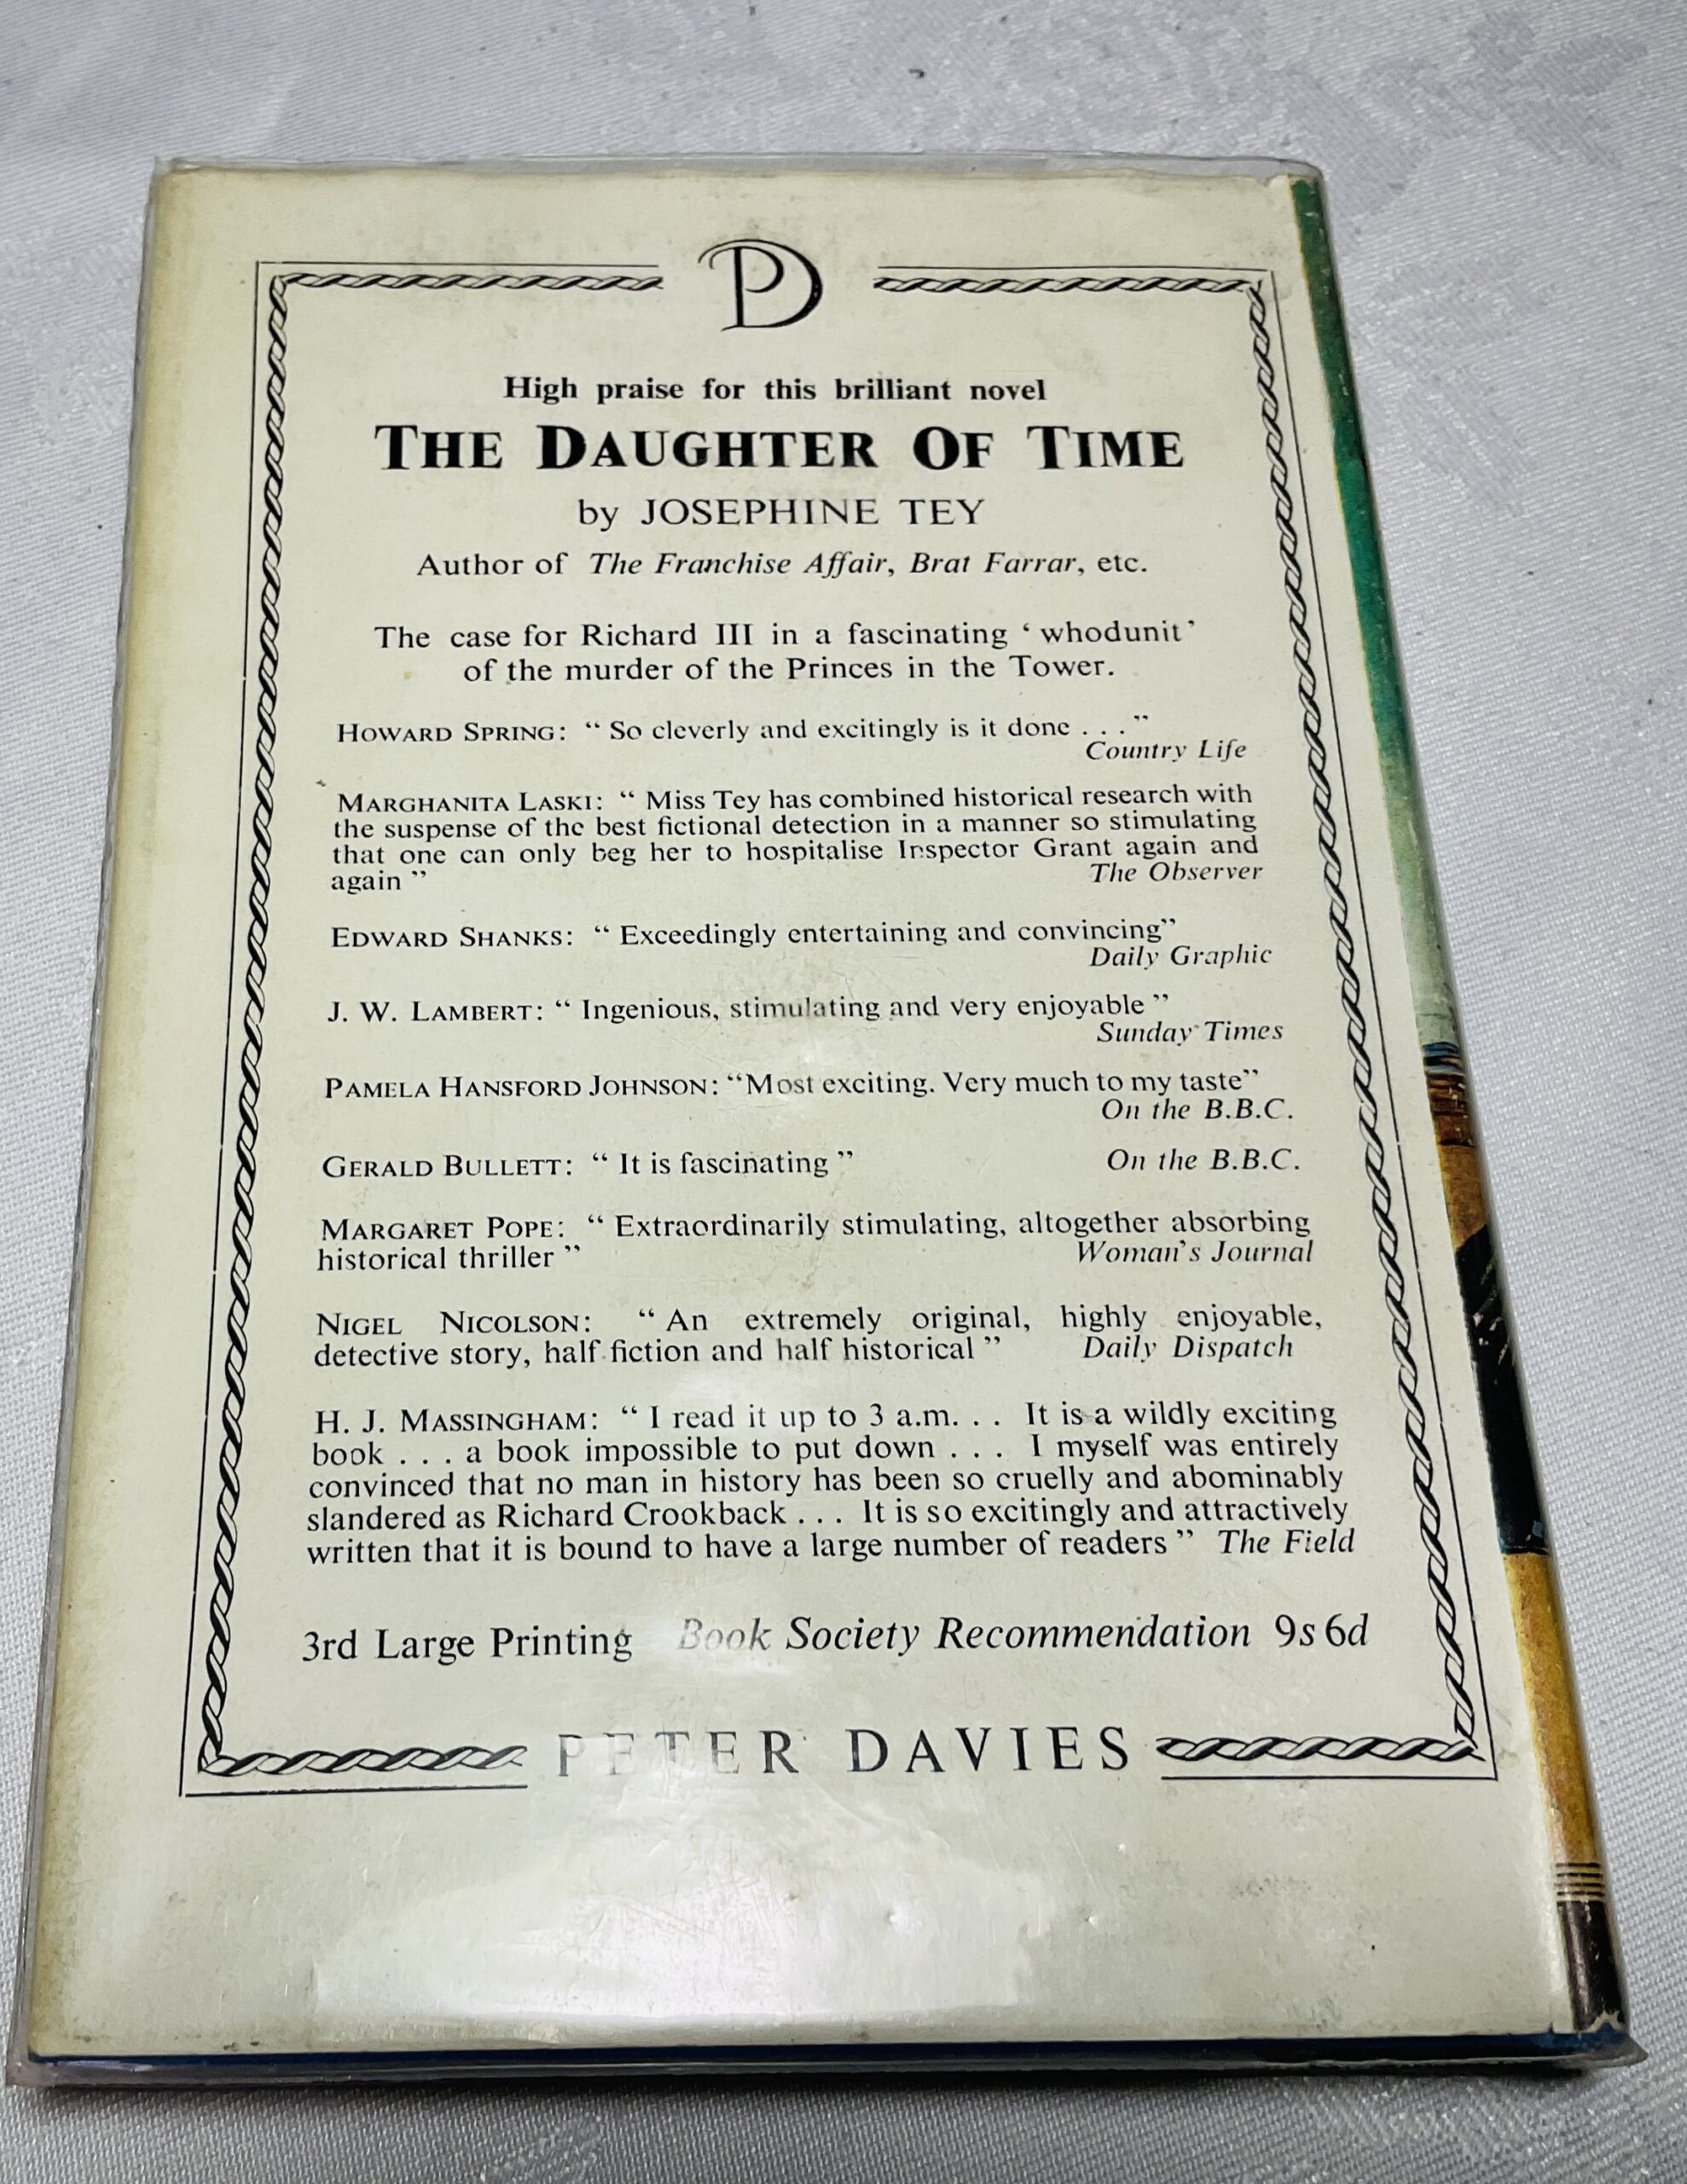 PD
High praise for this brilliant novel
THE DAUGHTER OF TIME
by JOSEPHINE TEY
Author of The Franchise Affair, Brat Farrar, etc.
The case for Richard III in a fascinating ‘ whodunit ’
of the murder of the Princes in the Tower.
HOWARD SPRING: “ So cleverly and excitingly is it done . . .”
Country Life
MARGHANITA LASKI: “ Miss Tey has combined historical research with
the suspense of the best fictional detection in a manner so stimulating
that one can only beg her to hospitalise Inspector Grant again and
again ” The Observer
EDWARD SHANKS: “ Exceedingly entertaining and convincing”
Daily Graphic
J. W. LAMBERT: “ Ingenious, stimulating and very enjoyable ”
Sunday Times
PAMELA HANSFORD JOHNSON: “Most exciting. Very much to my taste”
On the B.B.C.
GERALD BULLETT: “ It is fascinating ” On the B.B.C.
MARGARET POPE: “ Extraordinarily stimulating, altogether absorbing
historical thriller ” Woman’s Journal
NIGEL NICOLSON: “ An extremely original, highly enjoyable,
detective story, half fiction and half historical ” Daily Dispatch
H. J. MASSINGHAM: “ I read it up to 3 a.m. . . It is a wildly exciting
book . . . a book impossible to put down . . . I myself was entirely
convinced that no man in history has been so cruelly and abominably
slandered as Richard Crookback . . . It is so excitingly and attractively
written that it is bound to have a large number of readers ” The Field
3rd Large Printing Book Society Recommendation 9s 6d
PETER DAVIES